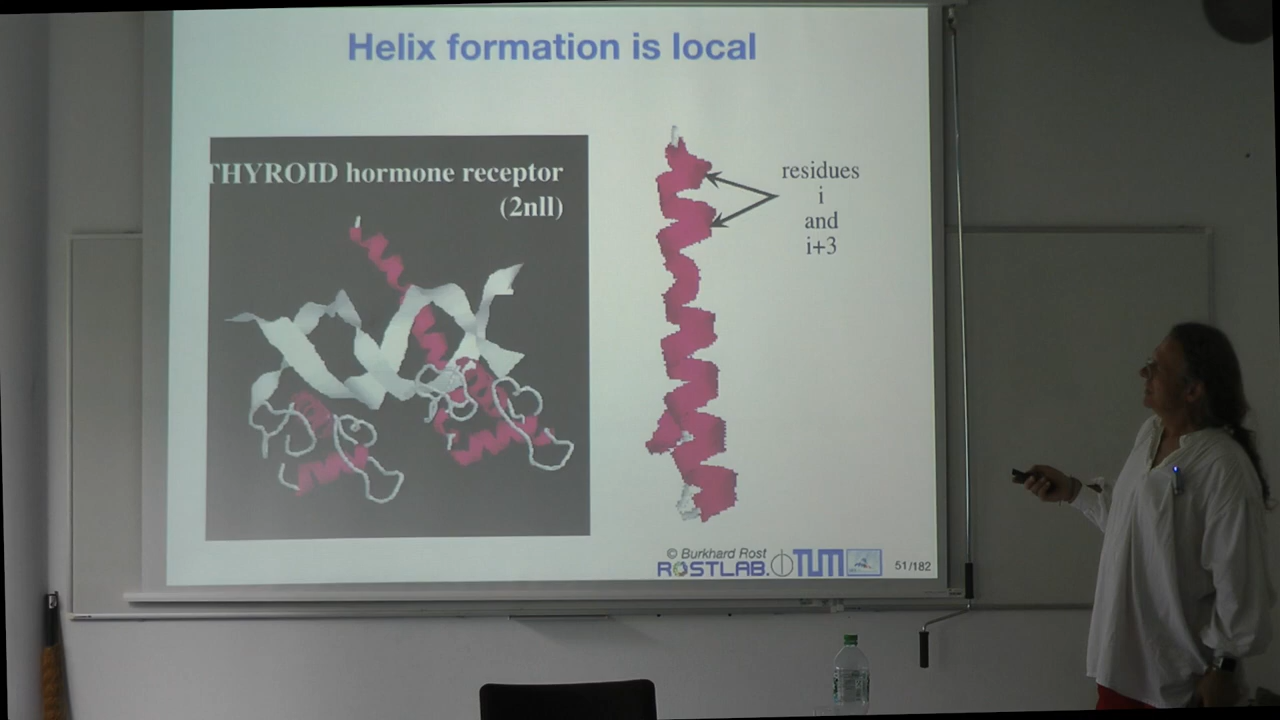 Helix formation is local
THYROID hormone receptor
(2nll)
residues
i
and
i+3
© Burkhard Rost
ROSTLAB.
TUM
51/182